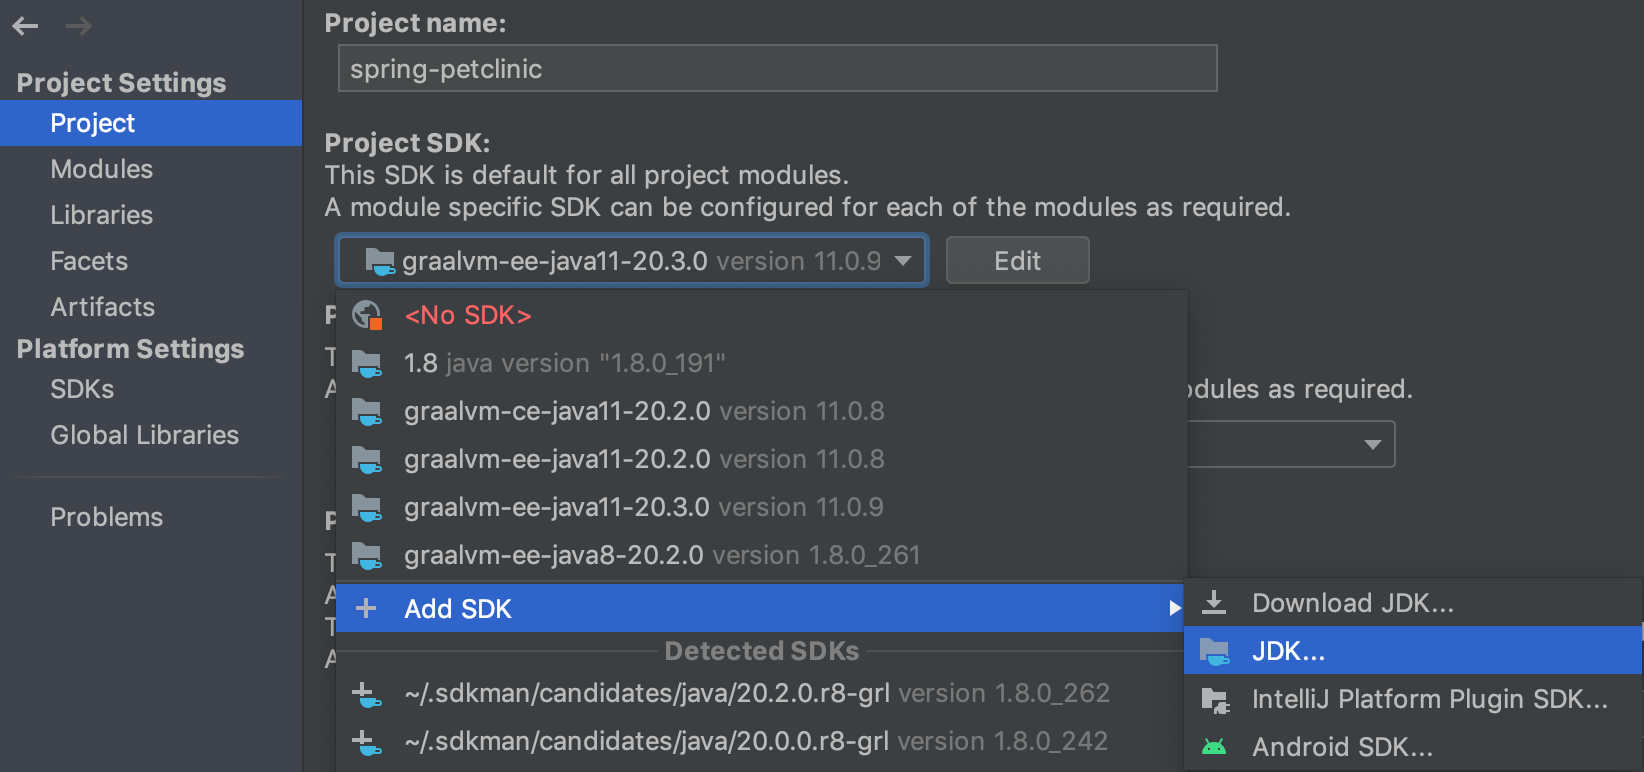 Project Settings
Project
Modules
Libraries
Facets
Artifacts
Platform Settings
SDKs
Global Libraries
Problems
Project name:
spring-petclinic
Project SDK:
This SDK is default for all project modules.
A module specific SDK can be configured for each of the modules as required.
graalvm-ee-java11-20.3.0 version 11.0.9
Edit
<No SDK>
1.8 java version "1.8.0_191"
graalvm-ce-java11-20.2.0 version 11.0.8
as required.
graalvm-ee-java11-20.2.0 version 11.0.8
graalvm-ee-java11-20.3.0 version 11.0.9
graalvm-ee-java8-20.2.0 version 1.8.0_261
Add SDK
Detected SDKs
~/.sdkman/candidates/java/20.2.0.r8-grl version 1.8.0_262
~/.sdkman/candidates/java/20.0.0.r8-grl version 1.8.0_242
Download JDK...
JDK...
IntelliJ Platform Plugin SDK...
Android SDK...